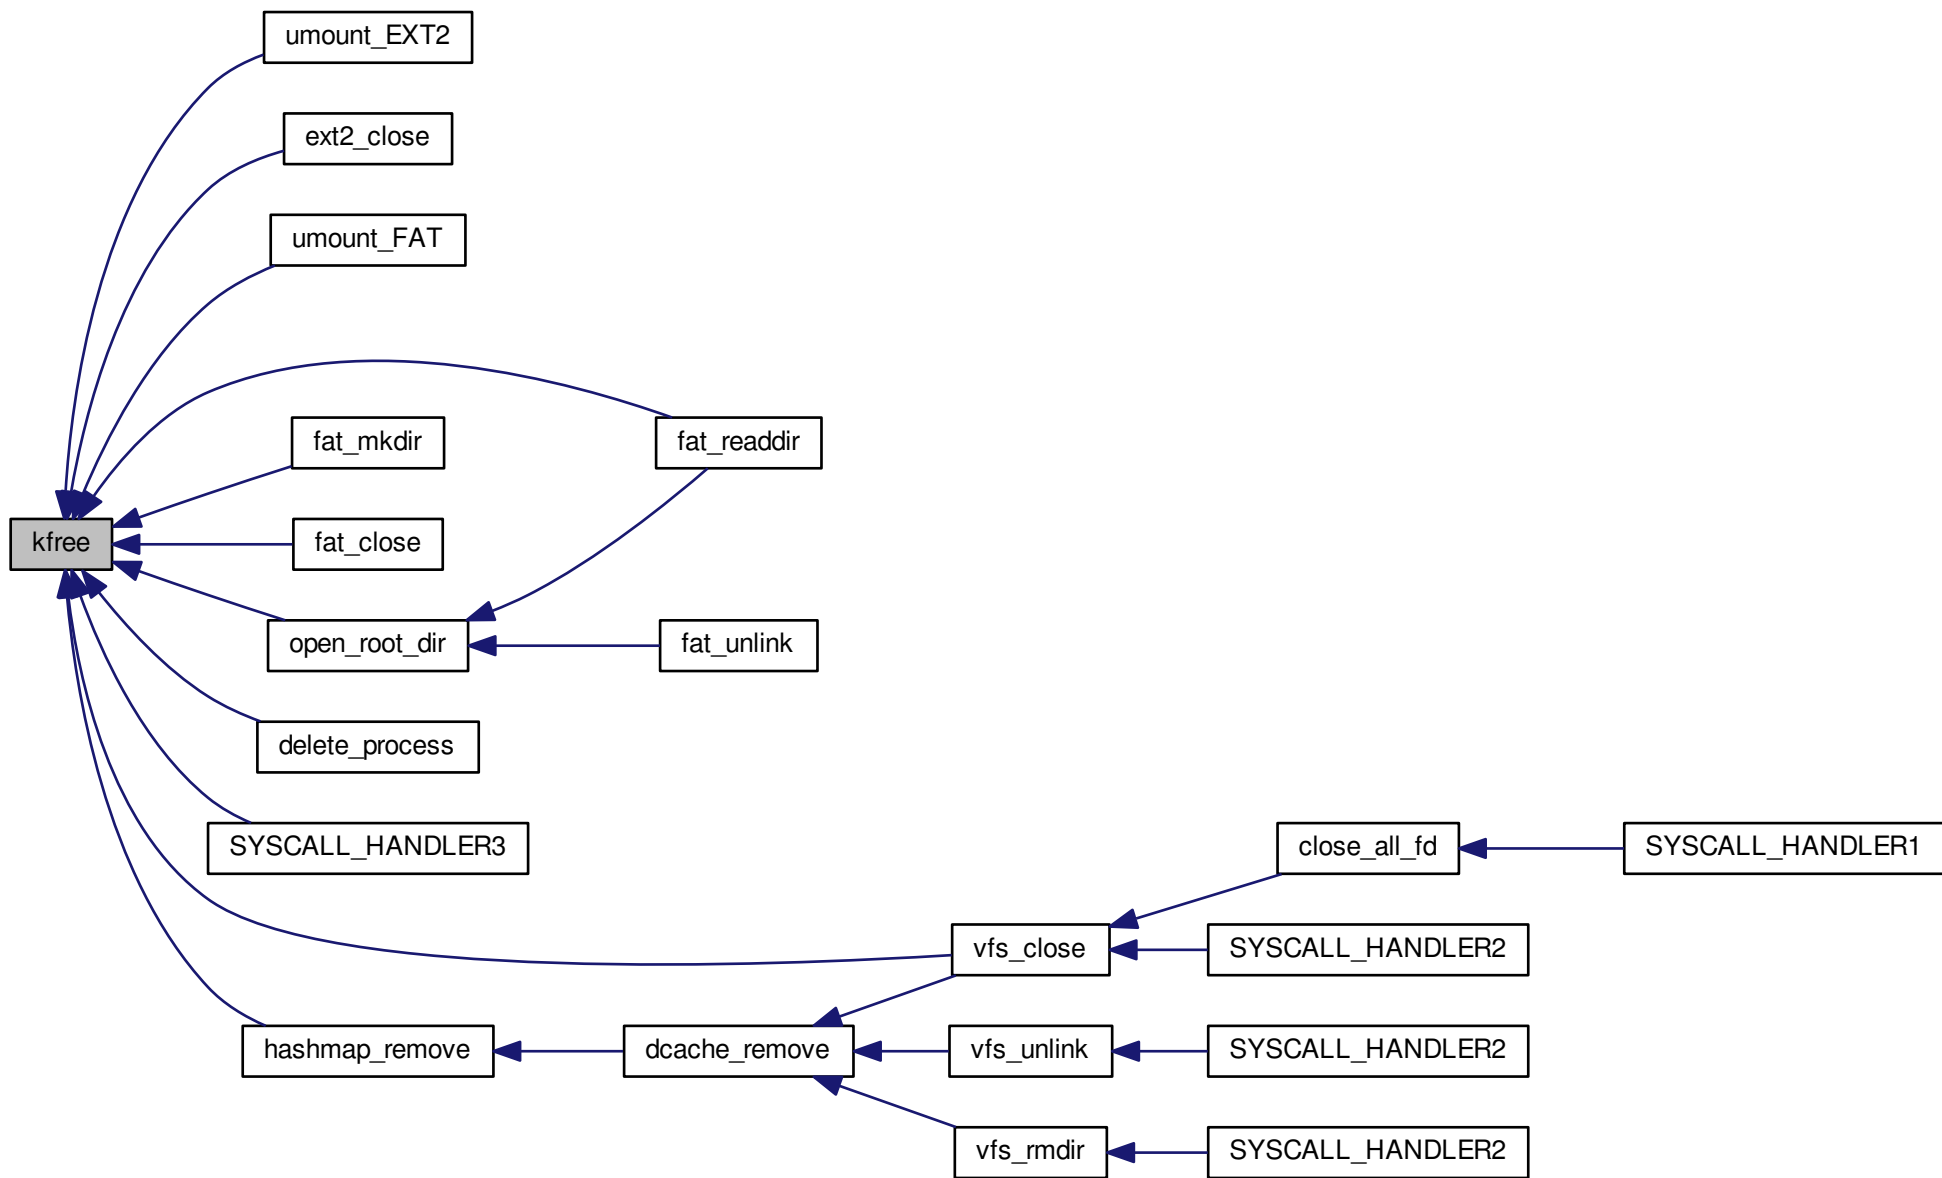 umount_EXT2
ext2_close
umount_FAT
fat_mkdir
fat_readdir
kfree
fat_close
open_root_dir
fat_unlink
delete_process
SYSCALL_HANDLER3
close_all_fd
SYSCALL_HANDLER1
vfs_close
SYSCALL_HANDLER2
hashmap_remove
dcache_remove
vfs_unlink
SYSCALL_HANDLER2
vfs_rmdir
SYSCALL_HANDLER2